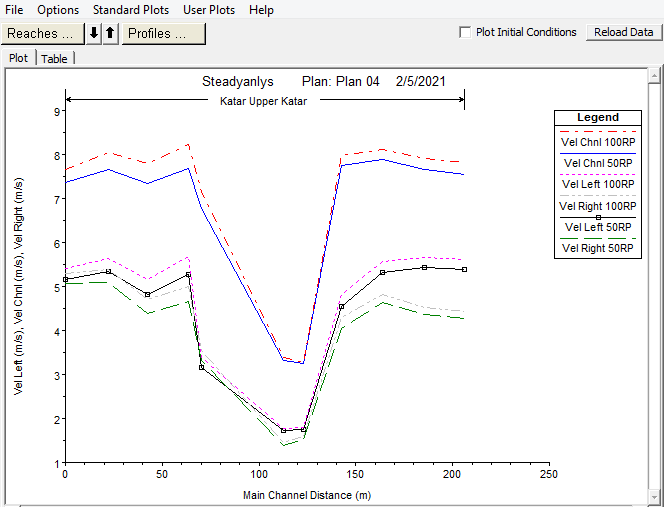 File Options Standard Plots User Plots Help
Reaches ... Profiles ... Plot Initial Conditions Reload Data
Plot Table
Steadyanlys Plan: Plan 04 2/5/2021
Katar Upper Katar
Vel Left (m/s), Vel Chnl (m/s), Vel Right (m/s)
9
8
7
6
5
4
3
2
1
0 50 100 150 200 250
Main Channel Distance (m)
Legend
Vel Chnl 100RP
Vel Chnl 50RP
Vel Left 100RP
Vel Right 100RP
Vel Left 50RP
Vel Right 50RP